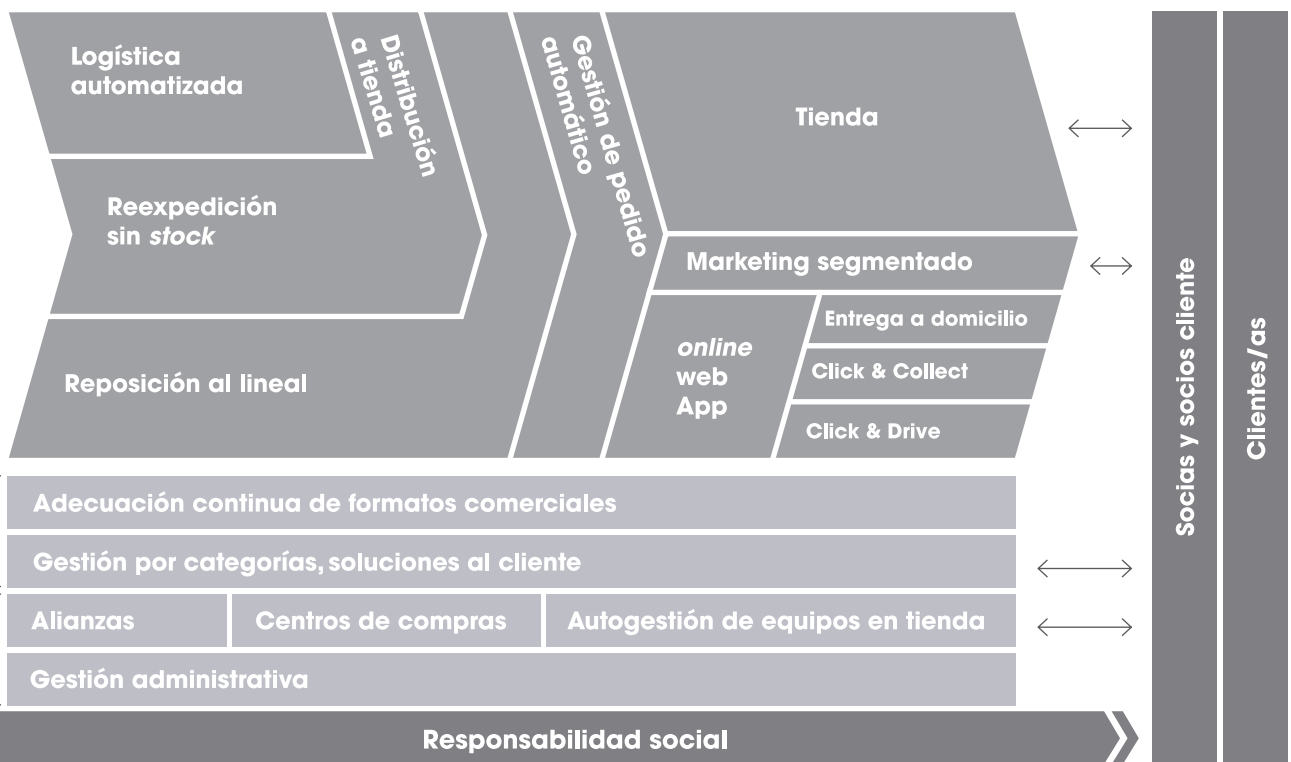 Logística
automatizada
Distribución
a tienda
Gestión de pedido
automático
Tienda
Reexpedición
sin stock
Marketing segmentado
Reposición al lineal
online
web
App
Entrega a domicilio
Click & Collect
Click & Drive
Adecuación continua de formatos comerciales
Gestión por categorías, soluciones al cliente
Alianzas
Centros de compras
Autogestión de equipos en tienda
Gestión administrativa
Responsabilidad social
Socias y socios cliente
Clientes/as